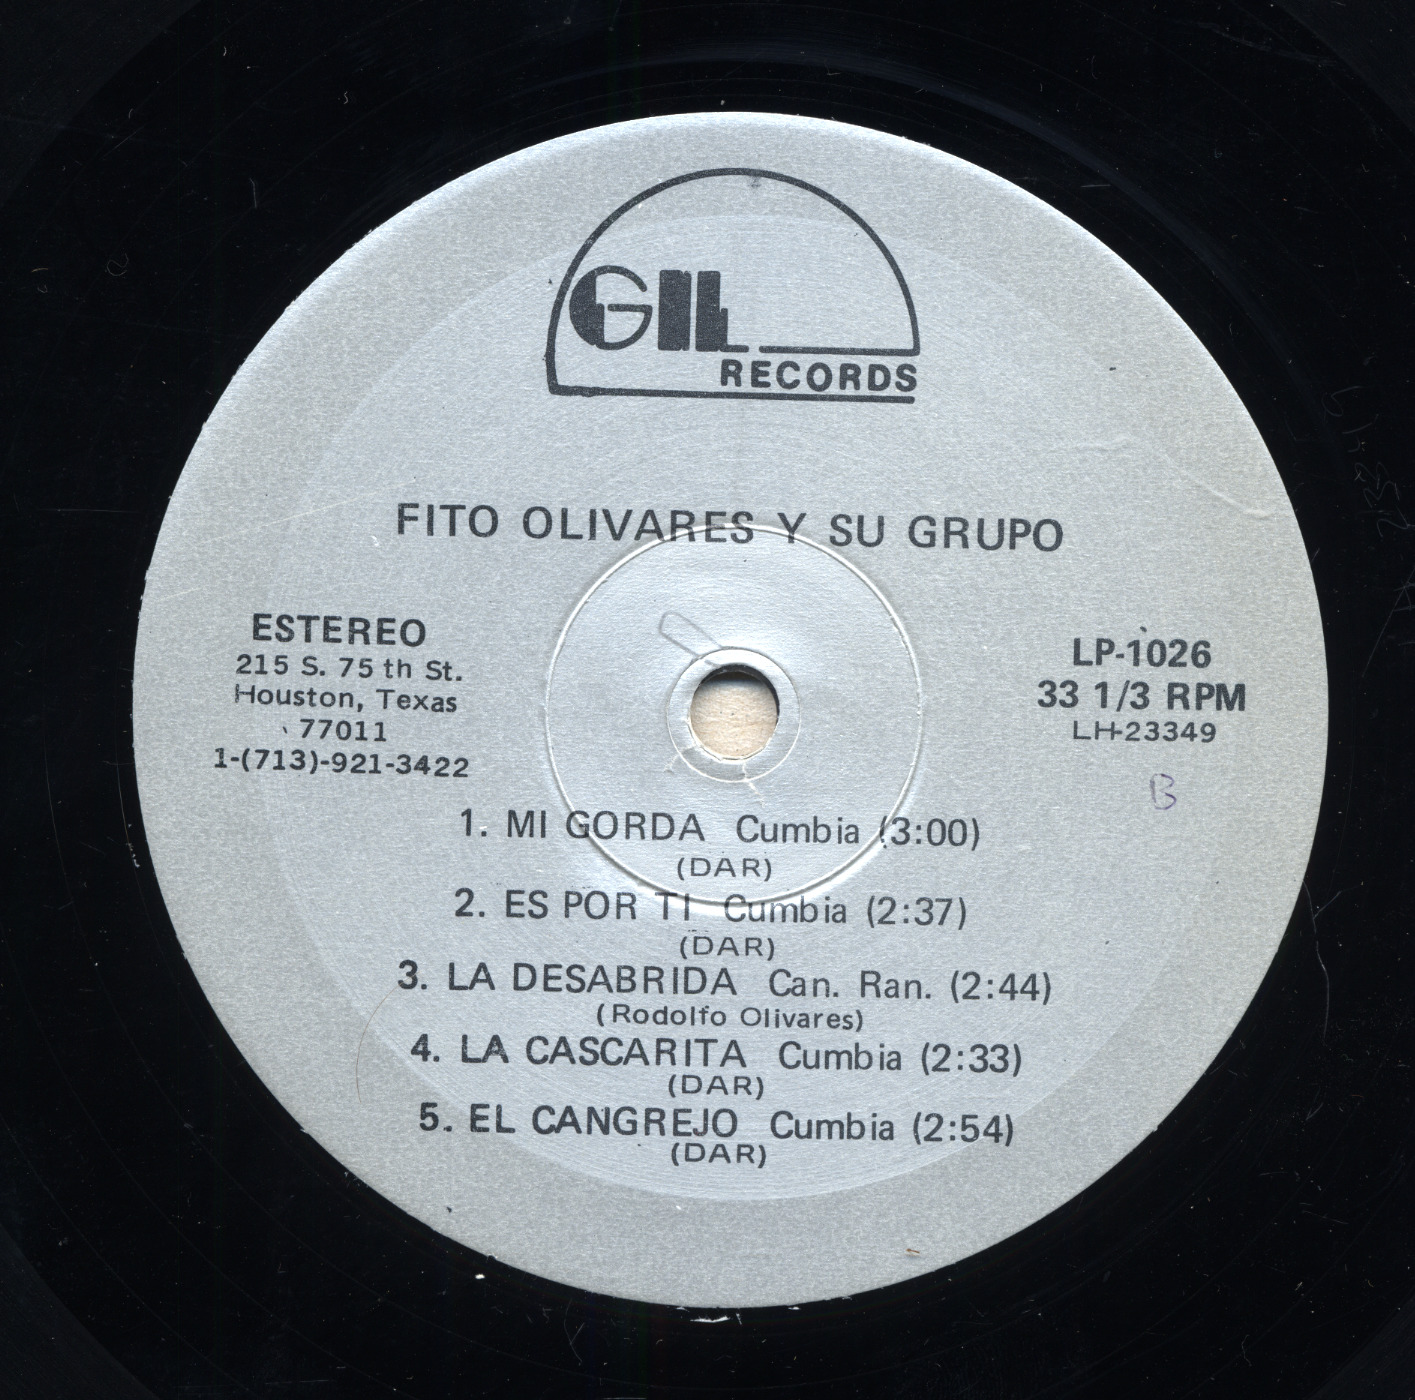 GIL
RECORDS
FITO OLIVARES Y SU GRUPO
ESTEREO
215 S. 75 th St.
Houston, Texas
77011
1-(713)-921-3422
LP-1026
33 1/3 RPM
LH-23349
B
1. MI GORDA Cumbia (3:00)
(DAR)
2. ES POR TI Cumbia (2:37)
(DAR)
3. LA DESABRIDA Can. Ran. (2:44)
(Rodolfo Olivares)
4. LA CASCARITA Cumbia (2:33)
(DAR)
5. EL CANGREJO Cumbia (2:54)
(DAR)